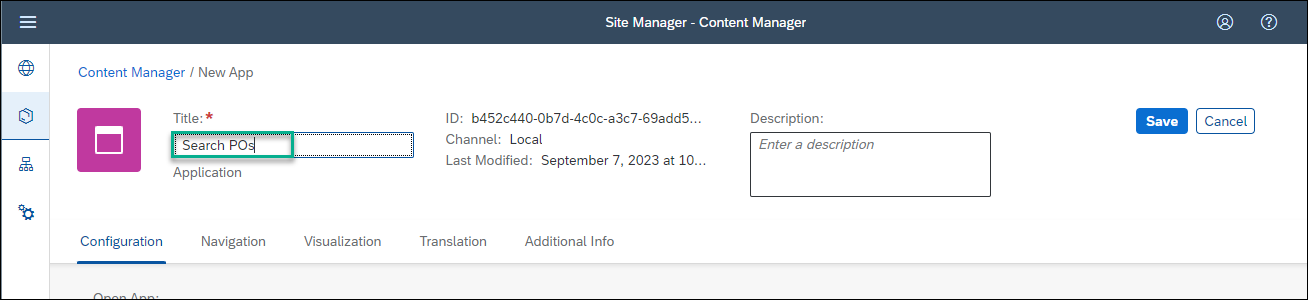 Site Manager - Content Manager
Content Manager / New App
Title:*
Search POs
Application
ID: b452c440-0b7d-4c0c-a3c7-69add5...
Channel: Local
Last Modified: September 7, 2023 at 10...
Description:
Enter a description
Save Cancel
Configuration Navigation Visualization Translation Additional Info
Open App: